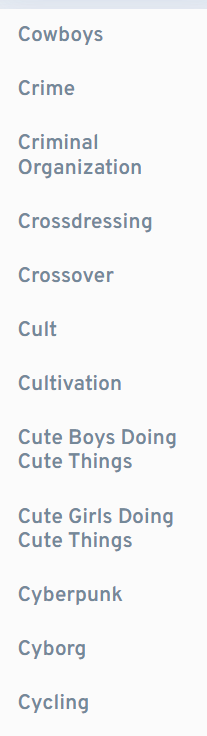 Cowboys
Crime
Criminal
Organization
Crossdressing
Crossover
Cult
Cultivation
Cute Boys Doing
Cute Things
Cute Girls Doing
Cute Things
Cyberpunk
Cyborg
Cycling